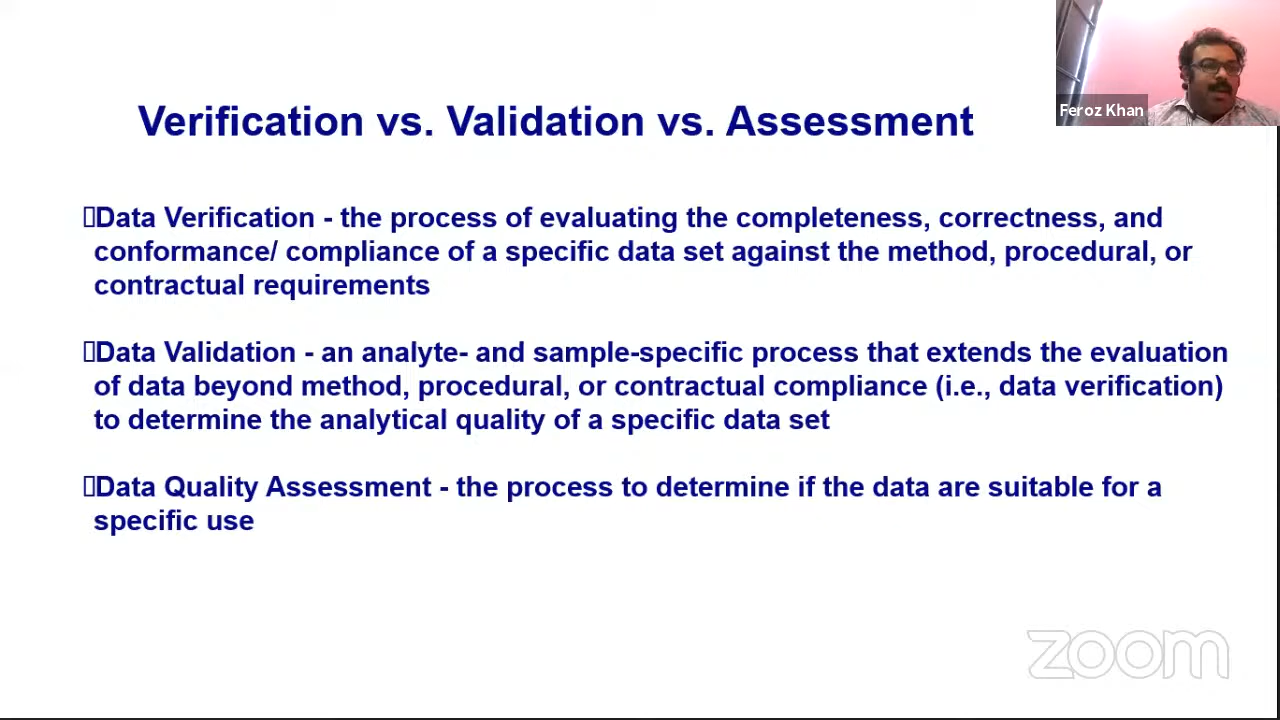 Feroz Khan
Verification vs. Validation vs. Assessment
Data Verification - the process of evaluating the completeness, correctness, and
conformance/ compliance of a specific data set against the method, procedural, or
contractual requirements
Data Validation - an analyte- and sample-specific process that extends the evaluation
of data beyond method, procedural, or contractual compliance (i.e., data verification)
to determine the analytical quality of a specific data set
Data Quality Assessment - the process to determine if the data are suitable for a
specific use
zoom